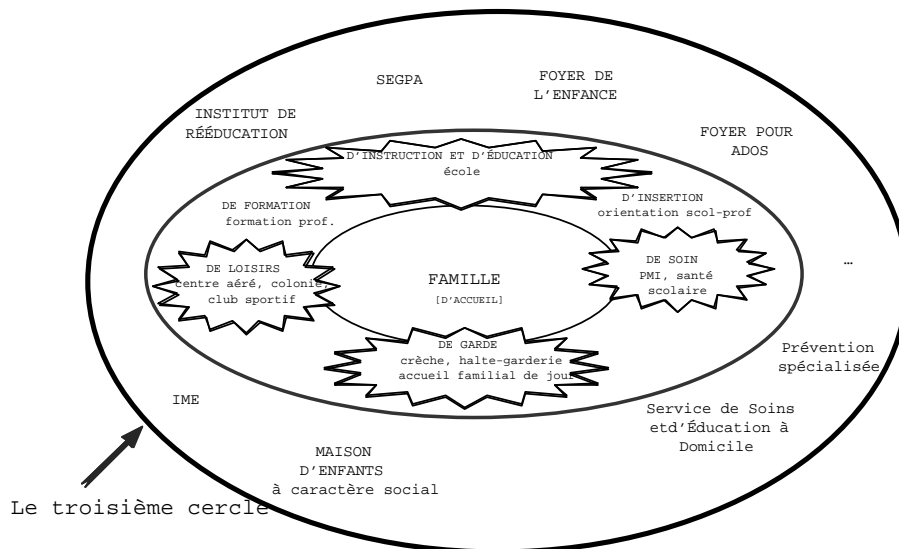 SEGPA
FOYER DE
L'ENFANCE
INSTITUT DE
RÉÉDUCATION
FOYER POUR
ADOS
D'INSTRUCTION ET D'ÉDUCATION
école
DE FORMATION
formation prof.
D'INSERTION
orientation scol-prof
DE LOISIRS
centre aéré, colonie,
club sportif
FAMILLE
[D'ACCUEIL]
DE SOIN
PMI, santé
scolaire
…
DE GARDE
crèche, halte-garderie
accueil familial de jour
Prévention
spécialisée
IME
Service de Soins
etd'Éducation à
Domicile
MAISON
D'ENFANTS
à caractère social
Le troisième cercle